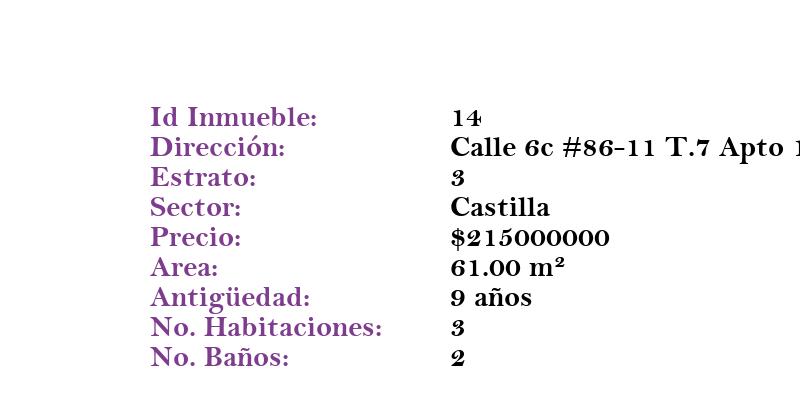 Id Inmueble: 14
Dirección: Calle 6c #86-11 T.7 Apto
Estrato: 3
Sector: Castilla
Precio: $215000000
Area: 61.00 m²
Antigüedad: 9 años
No. Habitaciones: 3
No. Baños: 2